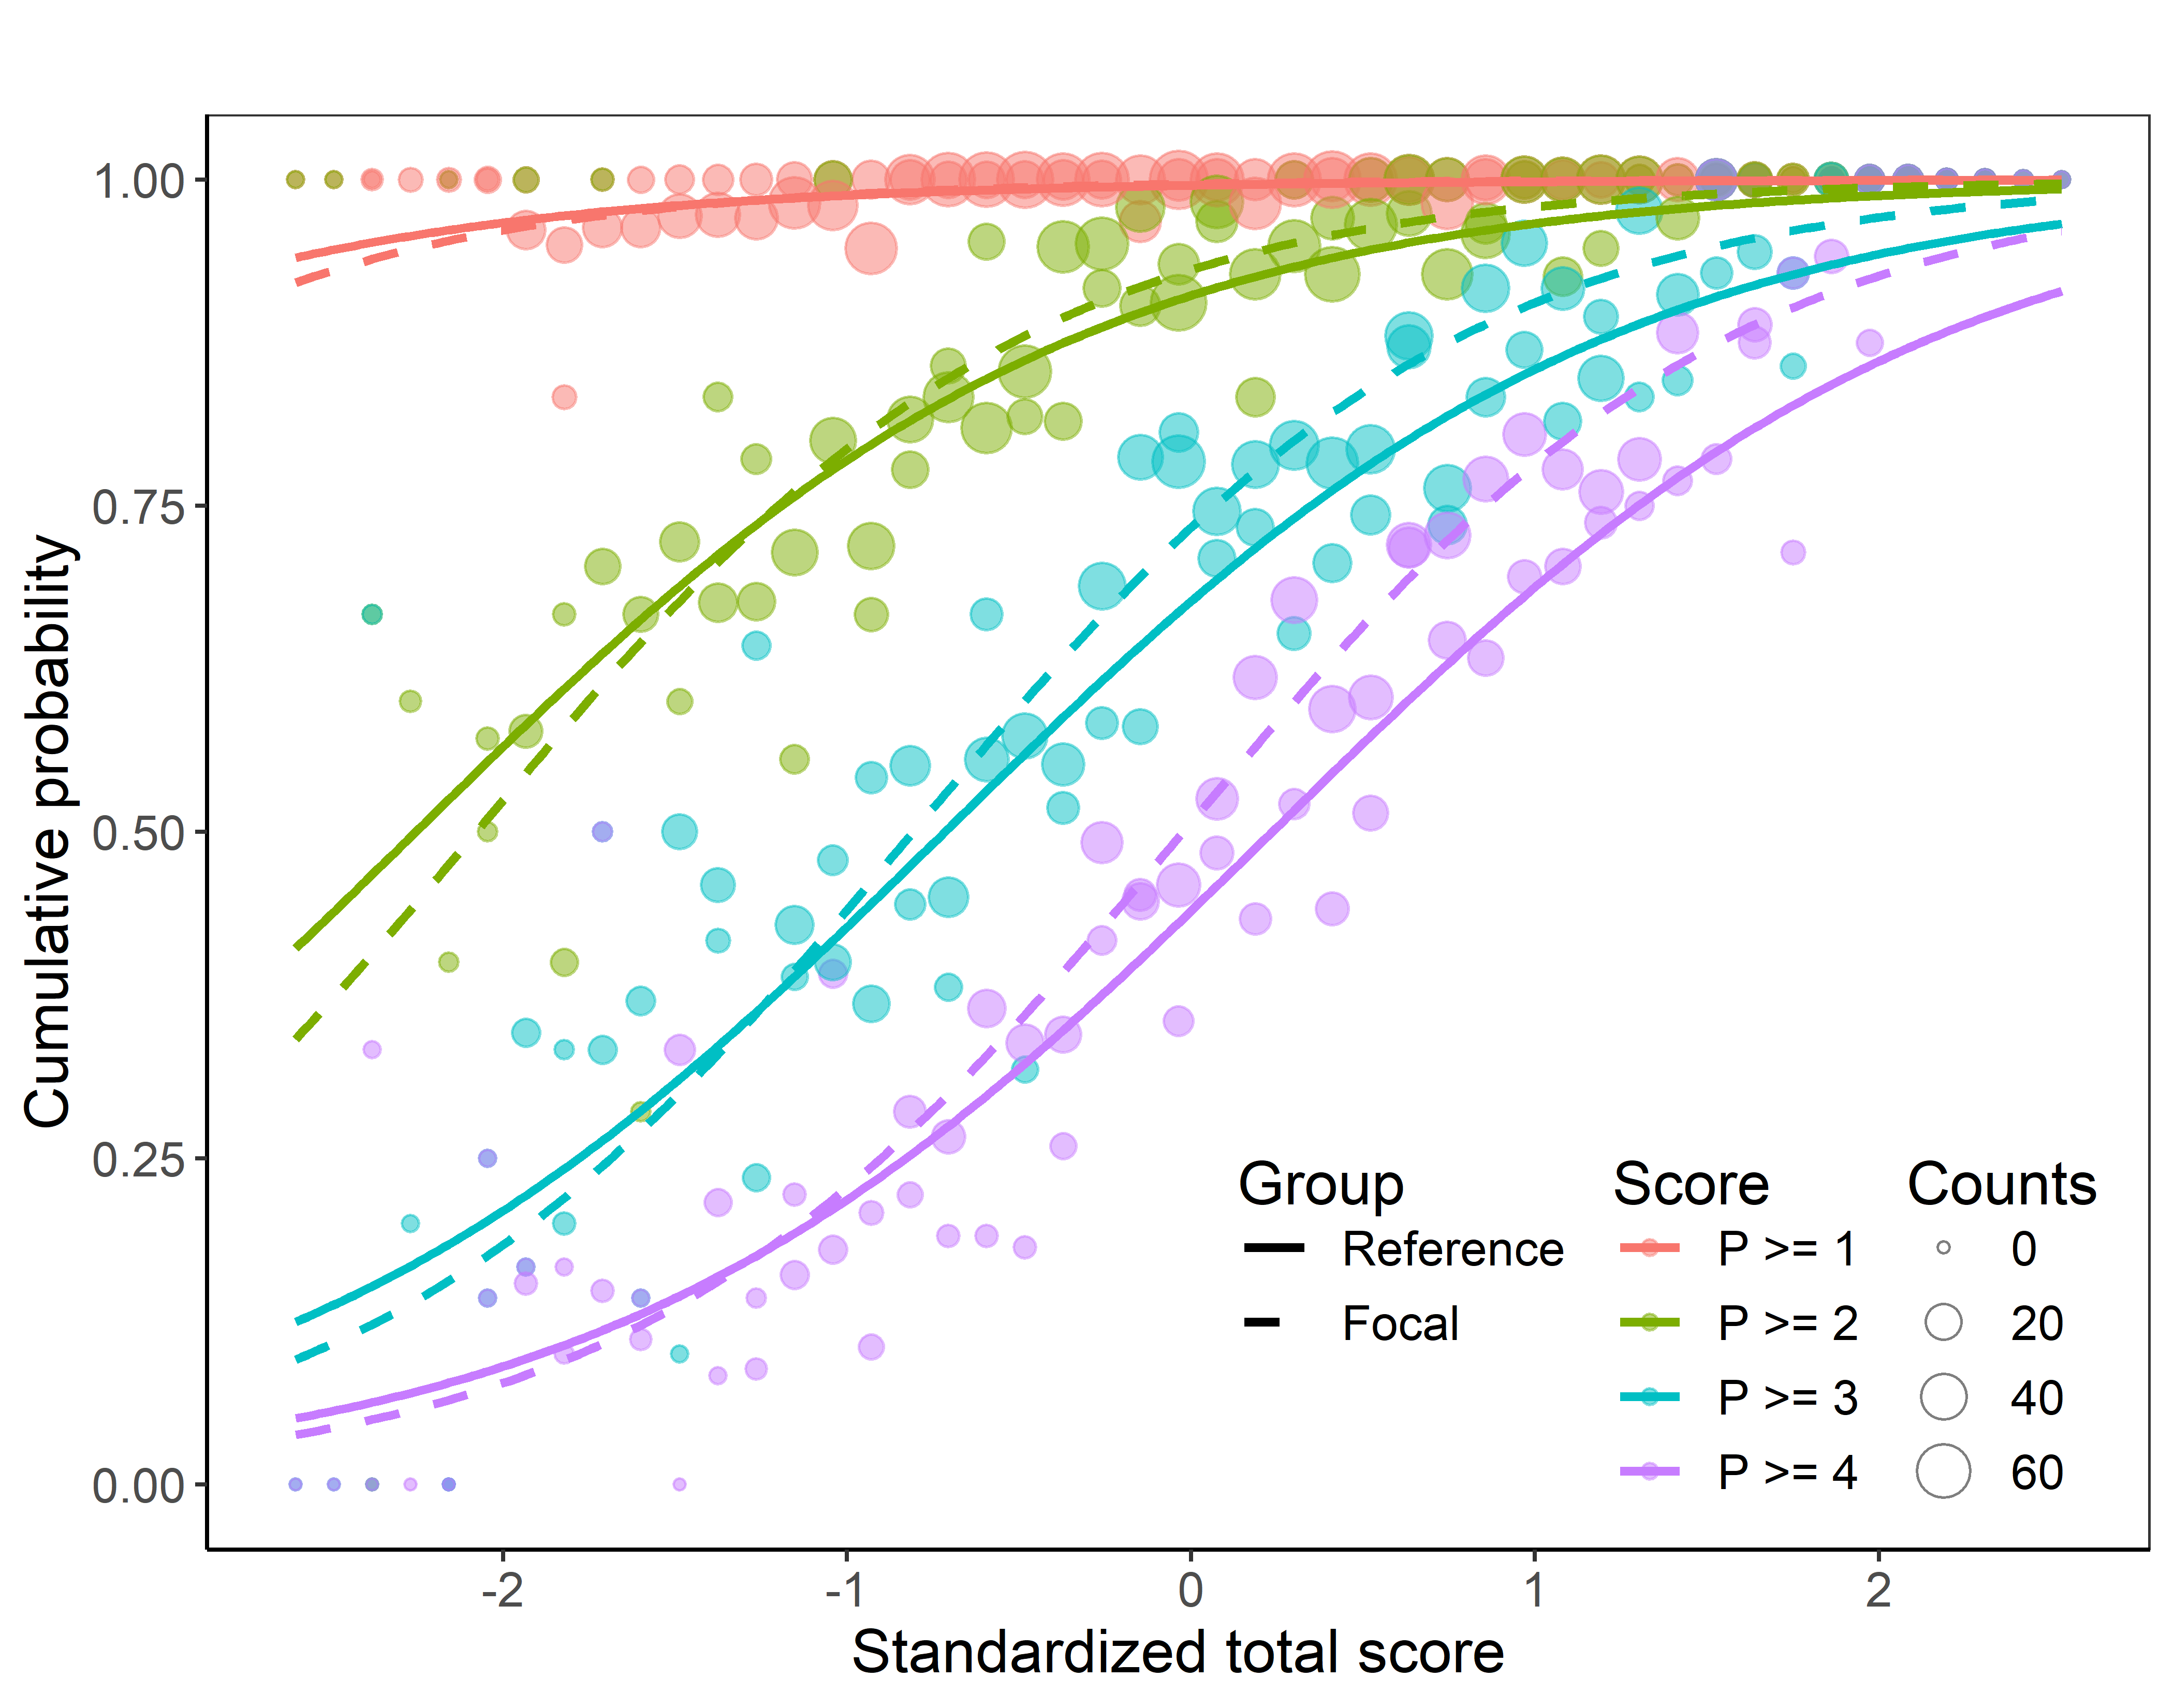 Cumulative probability
1.00
0.75
0.50
0.25
0.00
-2
-1
0
1
2
Standardized total score
Group
Reference
Focal
Score
P >= 1
P >= 2
P >= 3
P >= 4
Counts
0
20
40
60